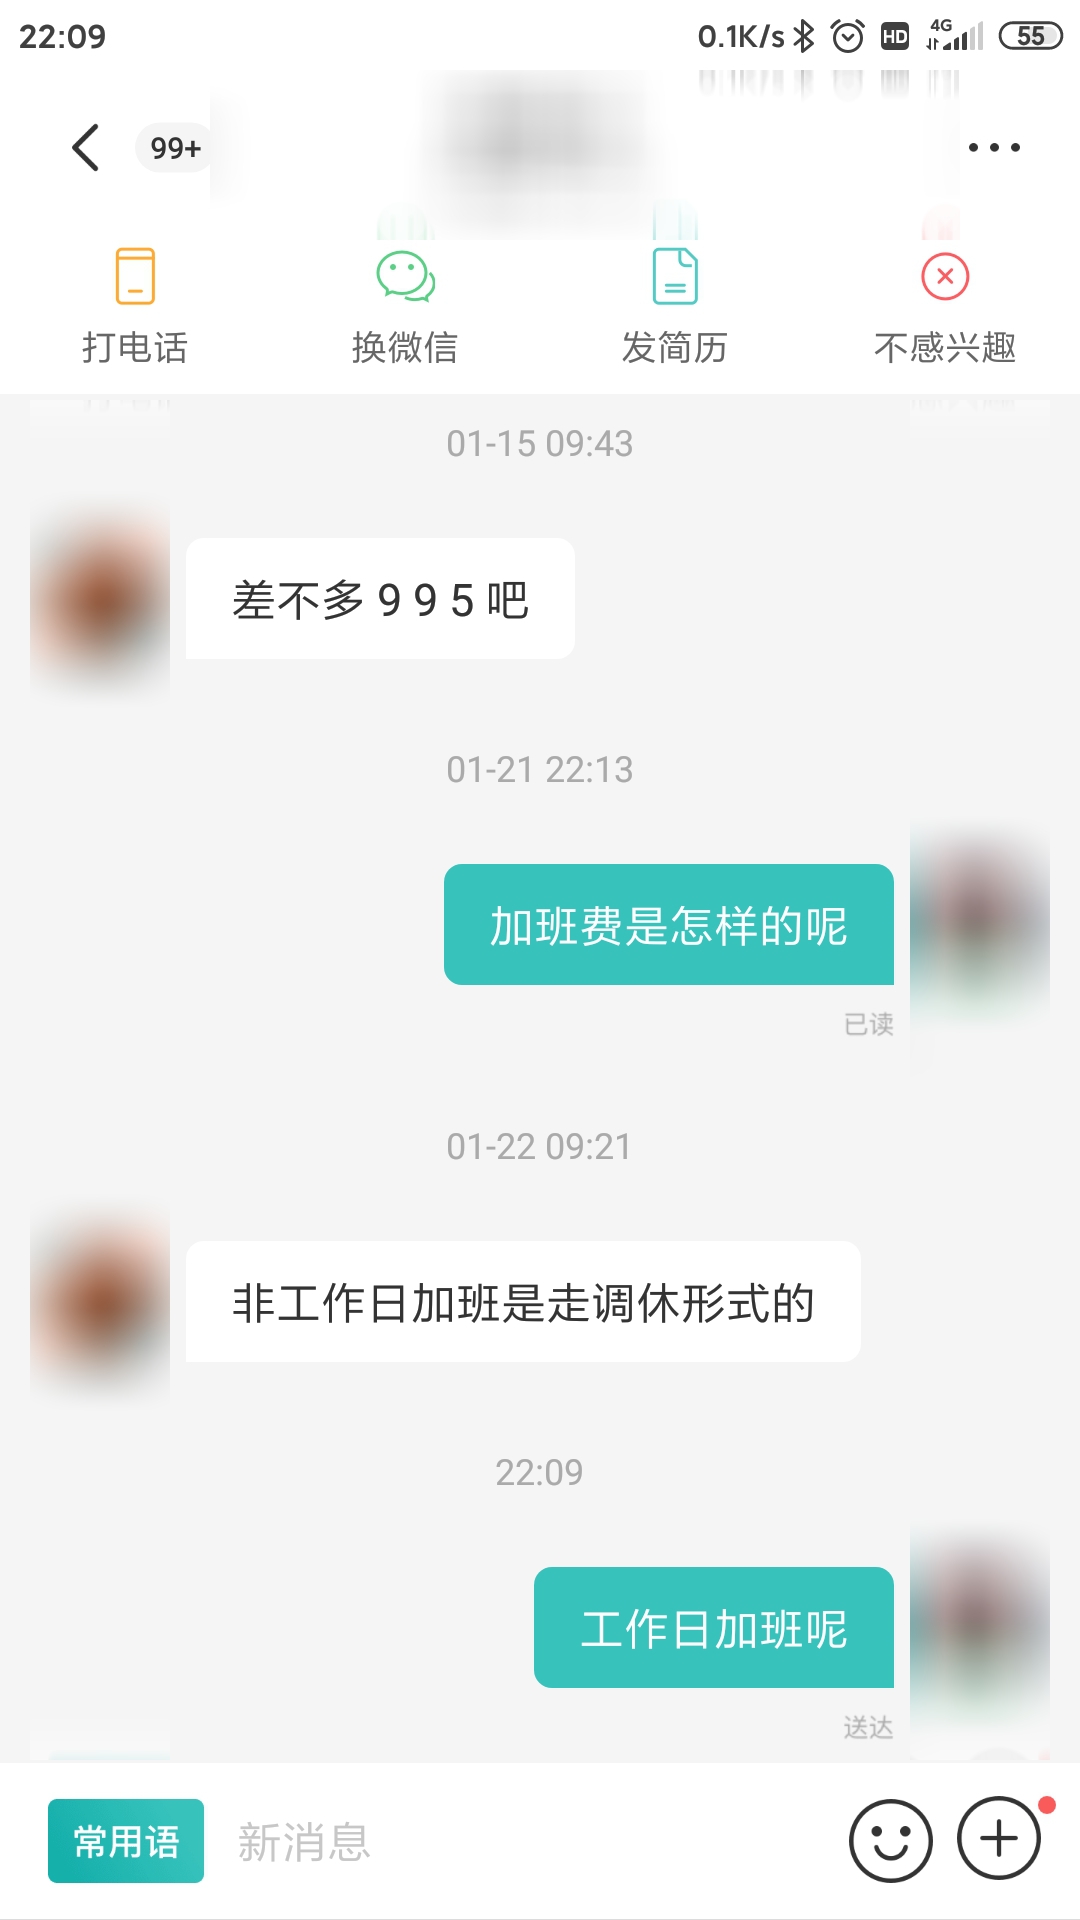 22:09 0.1K/s HD 4G 55
99+
打电话 换微信 发简历 不感兴趣
01-15 09:43
差不多 9 9 5 吧
01-21 22:13
加班费是怎样的呢
已读
01-22 09:21
非工作日加班是走调休形式的
22:09
工作日加班呢
送达
常用语 新消息